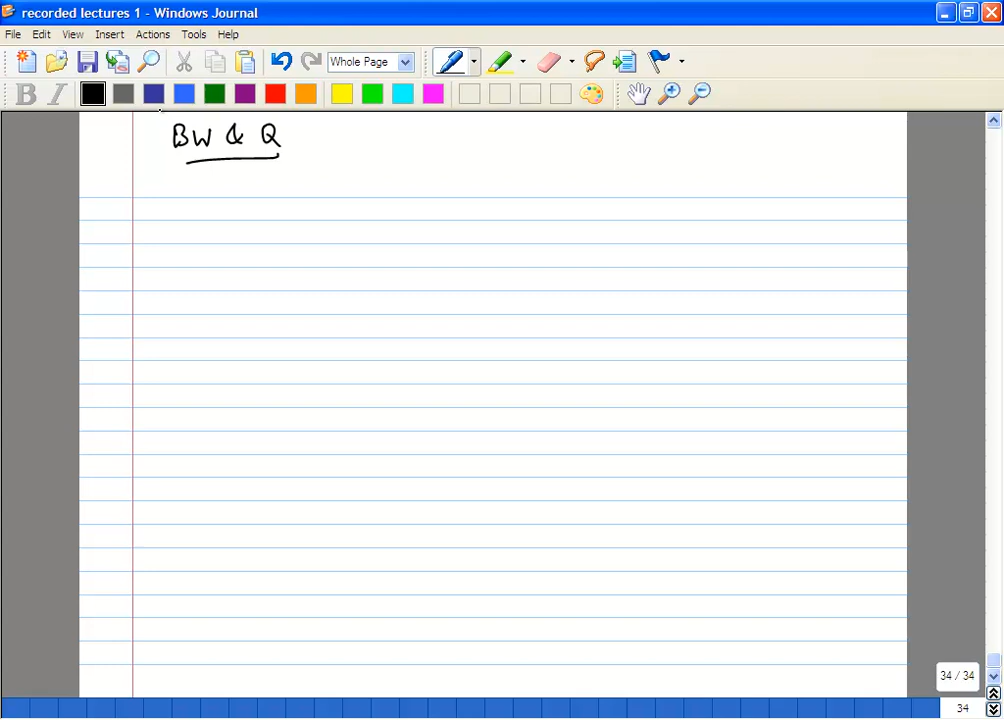 recorded lectures 1 - Windows Journal
File Edit View Insert Actions Tools Help
Whole Page
B I
BW & Q
34 / 34
34